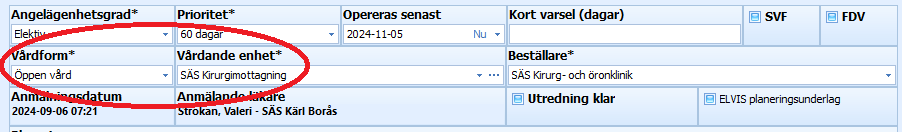 Angelägenhetsgrad* Prioritet* Opereras senast Kort varsel (dagar) SVF FDV
Elektiv 60 dagar 2024-11-05 Nu
Vårdform* Vårdande enhet* Beställare*
Öppen vård SÄS Kirurgimottagning ... SÄS Kirurg- och öronklinik
Anmälningsdatum Anmälande läkare Utredning klar ELVIS planeringsunderlag
2024-09-06 07:21 Strokan, Valeri - SÄS Kärl Borås